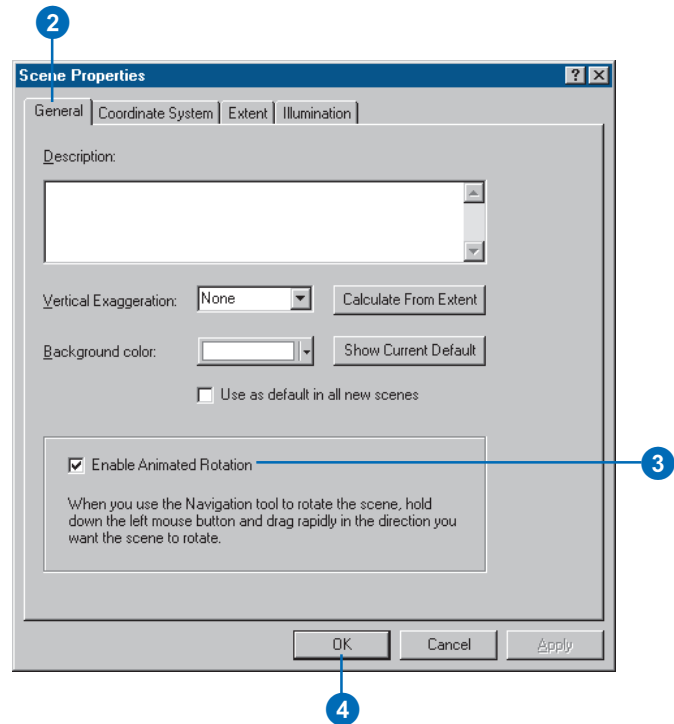 2
Scene Properties
General Coordinate System Extent Illumination
Description:
Vertical Exaggeration: None Calculate From Extent
Background color: Show Current Default
Use as default in all new scenes
Enable Animated Rotation 3
When you use the Navigation tool to rotate the scene, hold
down the left mouse button and drag rapidly in the direction you
want the scene to rotate.
OK Cancel Apply
4